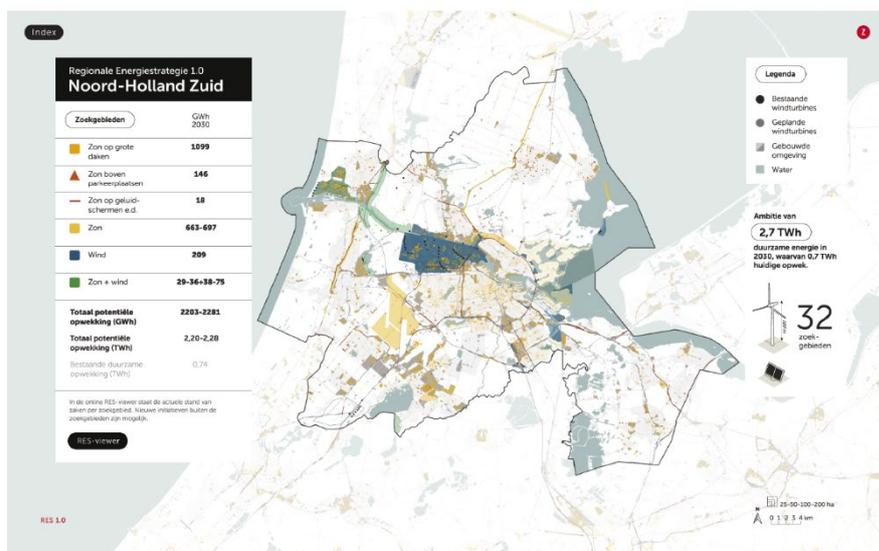 Index
Z
Regionale Energiestrategie 1.0
Noord-Holland Zuid
Zoekgebieden
GWh
2030
Zon op grote
daken
1099
Zon boven
parkeerplaatsen
146
Zon op geluid-
schermen e.d.
18
Zon
663-697
Wind
209
Zon + wind
29-36+38-75
Totaal potentiële
opwekking (GWh)
2203-2281
Totaal potentiële
opwekking (TWh)
2,20-2,28
Bestaande duurzame
opwekking (TWh)
0,74
In de online RES-viewer staat de actuele stand van
zaken per zoekgebied. Nieuwe initiatieven buiten de
zoekgebieden zijn mogelijk.
RES-viewer
RES 1.0
Legenda
Bestaande
windturbines
Geplande
windturbines
Gebouwde
omgeving
Water
Ambitie van
2,7 TWh
duurzame energie in
2030, waarvan 0,7 TWh
huidige opwek.
32
zoek-
gebieden
25-50-100-200 ha
N
0 1 2 3 4 km